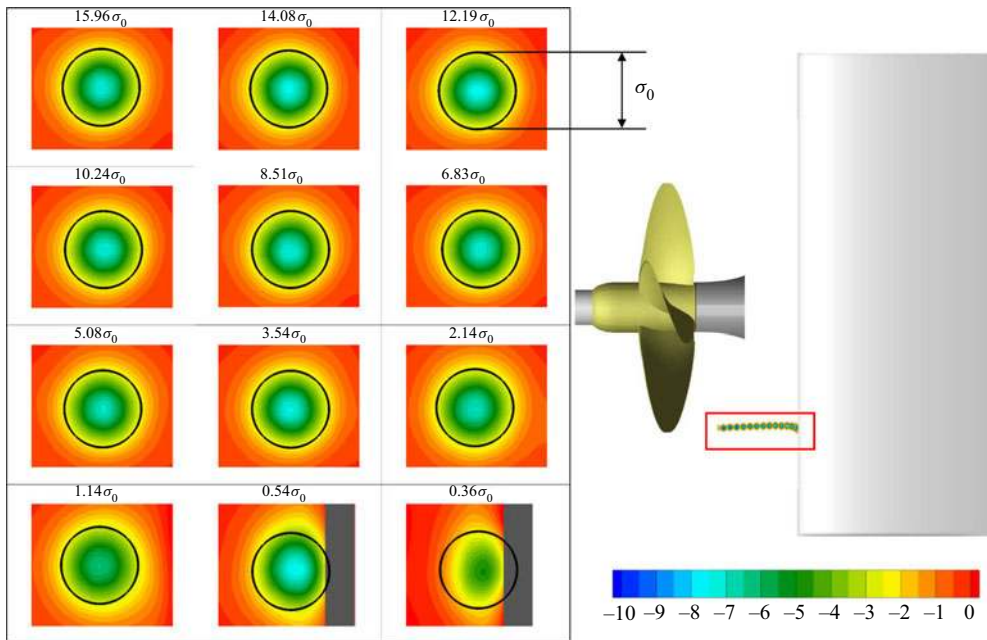 15.96σ₀ 14.08σ₀ 12.19σ₀
σ₀
10.24σ₀ 8.51σ₀ 6.83σ₀
5.08σ₀ 3.54σ₀ 2.14σ₀
1.14σ₀ 0.54σ₀ 0.36σ₀
–10 –9 –8 –7 –6 –5 –4 –3 –2 –1 0